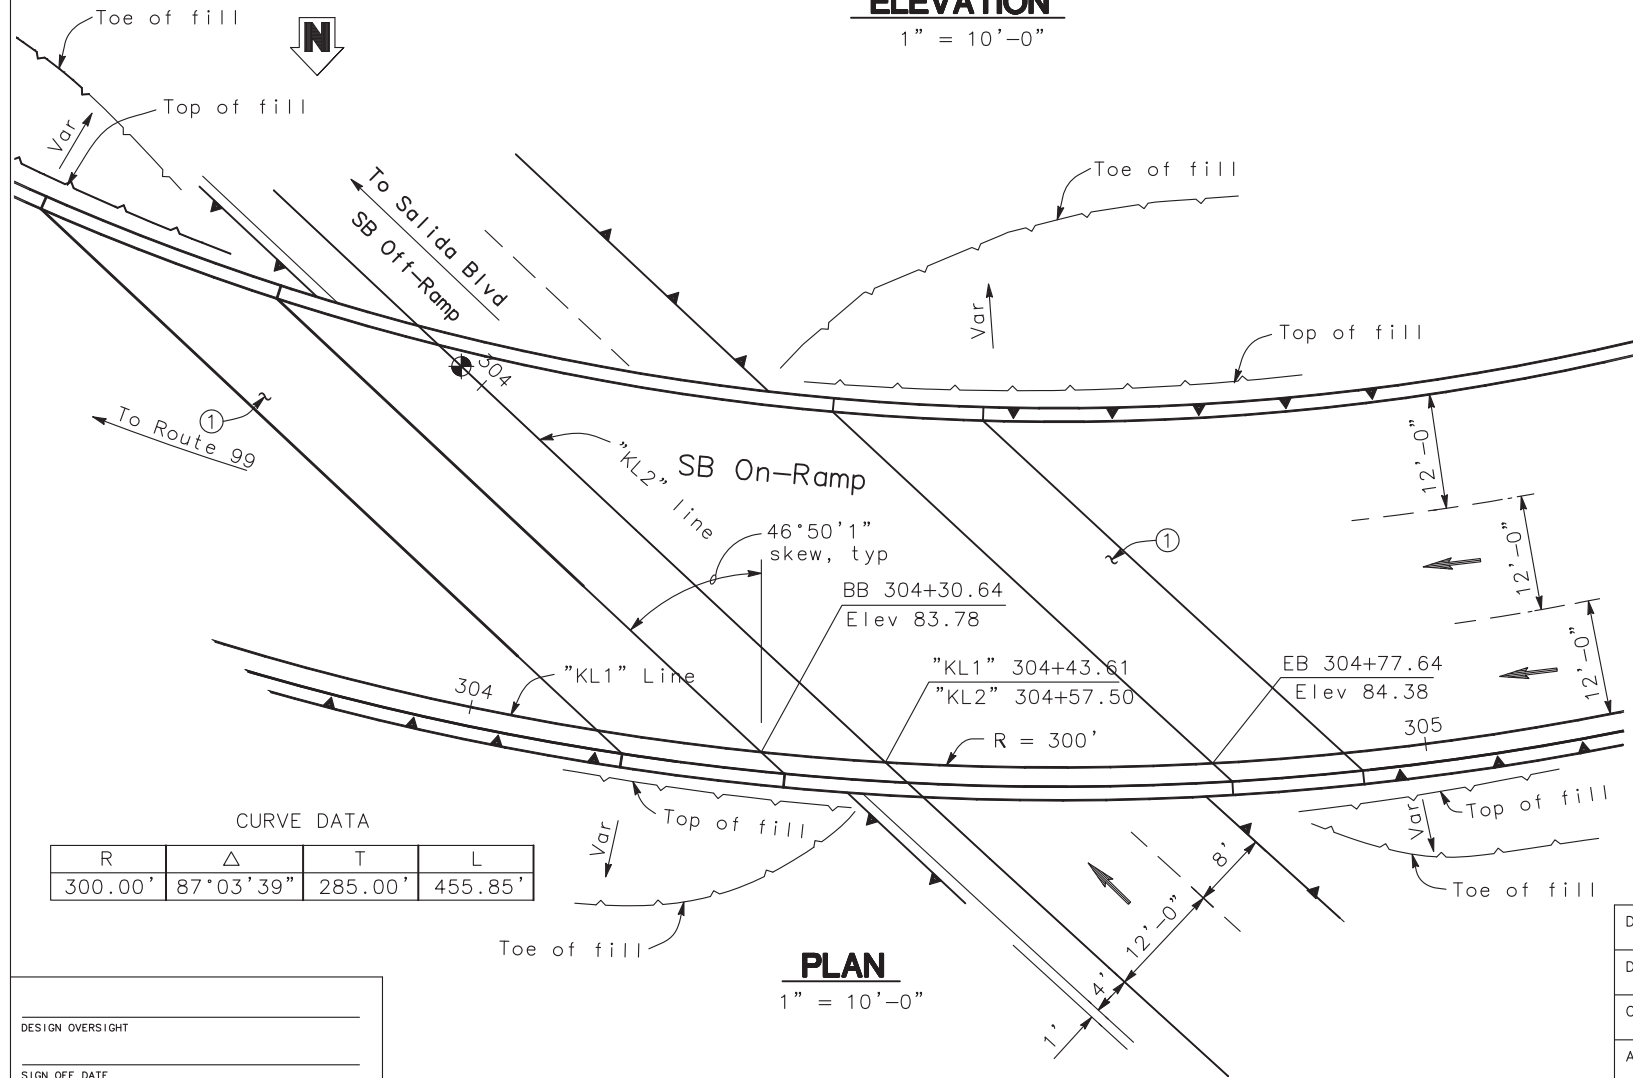 ELEVATION
1” = 10’-0”
Toe of fill
N
Top of fill
Var
To Salida Blvd
SB Off-Ramp
Toe of fill
Var
Top of fill
304
1
To Route 99
"KL2" line
SB On-Ramp
12’-0”
12’-0”
12’-0”
46°50’1”
skew, typ
1
BB 304+30.64
Elev 83.78
304
"KL1" Line
"KL1" 304+43.61
"KL2" 304+57.50
EB 304+77.64
Elev 84.38
305
R = 300’
Top of fill
Var
Top of fill
Var
Toe of fill
CURVE DATA
R △ T L
300.00’ 87°03’39” 285.00’ 455.85’
8’
12’-0”
4’
1’
Toe of fill
PLAN
1” = 10’-0”
DESIGN OVERSIGHT
SIGN OFF DATE
D
D
A